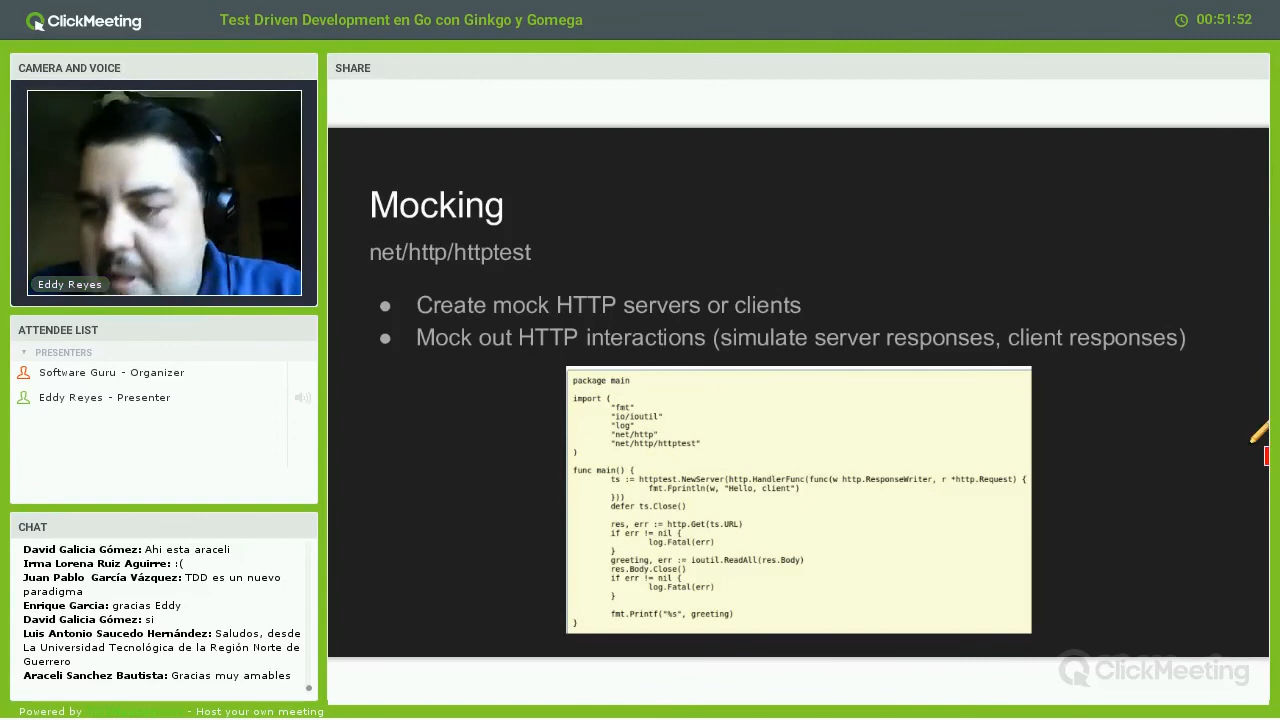 ClickMeeting
Test Driven Development en Go con Ginkgo y Gomega
00:51:52
CAMERA AND VOICE
Eddy Reyes
ATTENDEE LIST
PRESENTERS
Software Guru - Organizer
Eddy Reyes - Presenter
CHAT
David Galicia Gómez: Ahi esta araceli
Irma Lorena Ruiz Aguirre: :(
Juan Pablo García Vázquez: TDD es un nuevo
paradigma
Enrique Garcia: gracias Eddy
David Galicia Gómez: si
Luis Antonio Saucedo Hernández: Saludos, desde
La Universidad Tecnológica de la Región Norte de
Guerrero
Araceli Sanchez Bautista: Gracias muy amables
Powered by - Host your own meeting
SHARE
Mocking
net/http/httptest
● Create mock HTTP servers or clients
● Mock out HTTP interactions (simulate server responses, client responses)
package main
import (
"fmt"
"io/ioutil"
"log"
"net/http"
"net/http/httptest"
)
func main() {
ts := httptest.NewServer(http.HandlerFunc(func(w http.ResponseWriter, r *http.Request) {
fmt.Fprintln(w, "Hello, client")
}))
defer ts.Close()
res, err := http.Get(ts.URL)
if err != nil {
log.Fatal(err)
}
greeting, err := ioutil.ReadAll(res.Body)
res.Body.Close()
if err != nil {
log.Fatal(err)
}
fmt.Printf("%s", greeting)
}
ClickMeeting